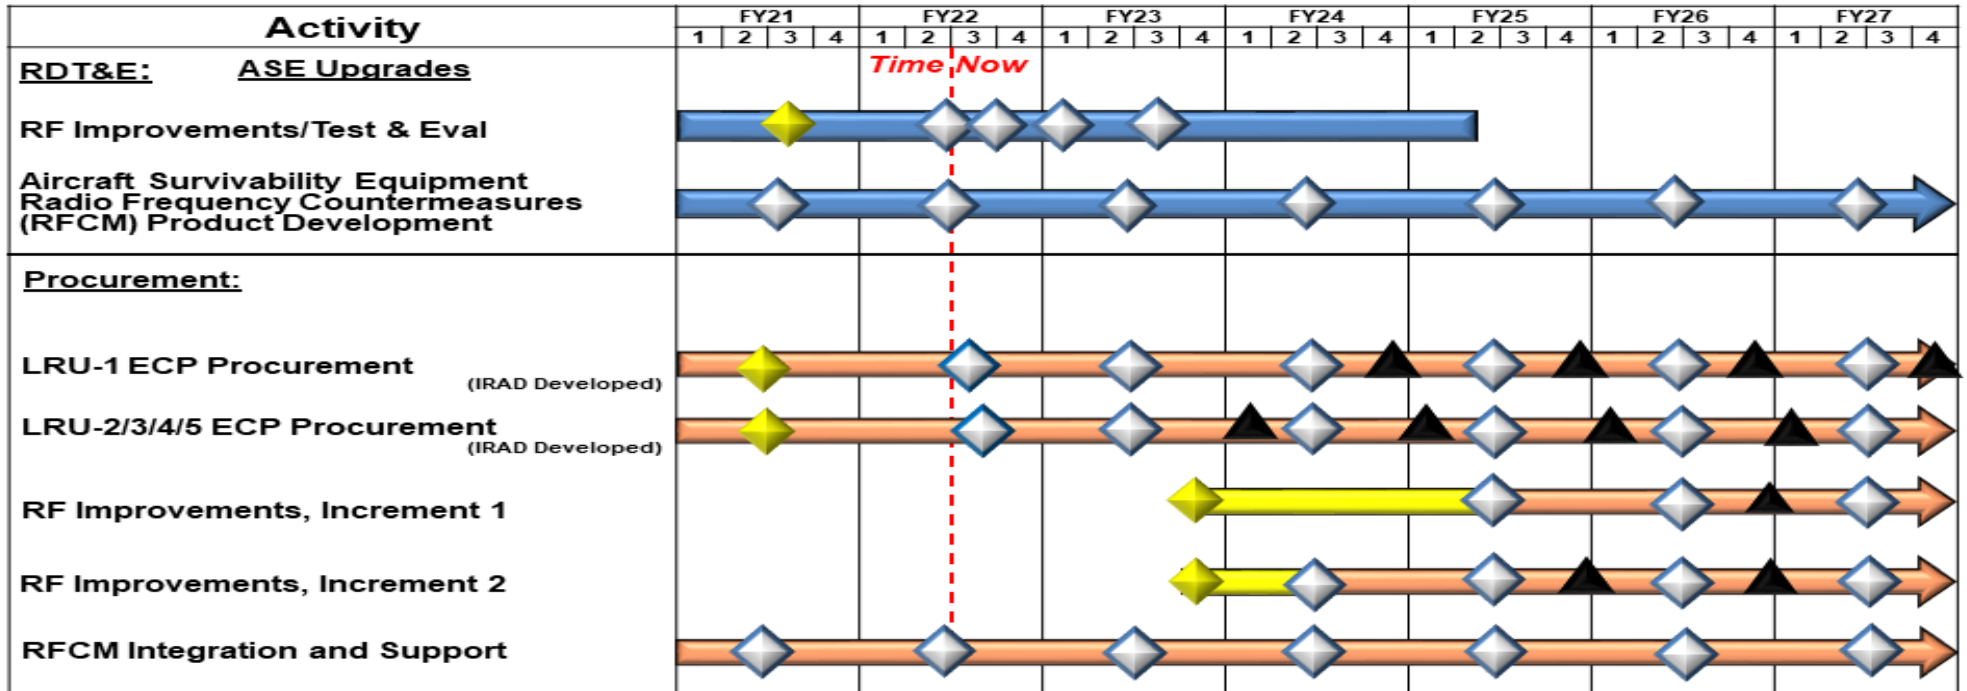 Activity
FY21 FY22 FY23 FY24 FY25 FY26 FY27
1 2 3 4 1 2 3 4 1 2 3 4 1 2 3 4 1 2 3 4 1 2 3 4 1 2 3 4
RDT&E: ASE Upgrades
Time Now
RF Improvements/Test & Eval
Aircraft Survivability Equipment
Radio Frequency Countermeasures
(RFCM) Product Development
Procurement:
LRU-1 ECP Procurement
(IRAD Developed)
LRU-2/3/4/5 ECP Procurement
(IRAD Developed)
RF Improvements, Increment 1
RF Improvements, Increment 2
RFCM Integration and Support